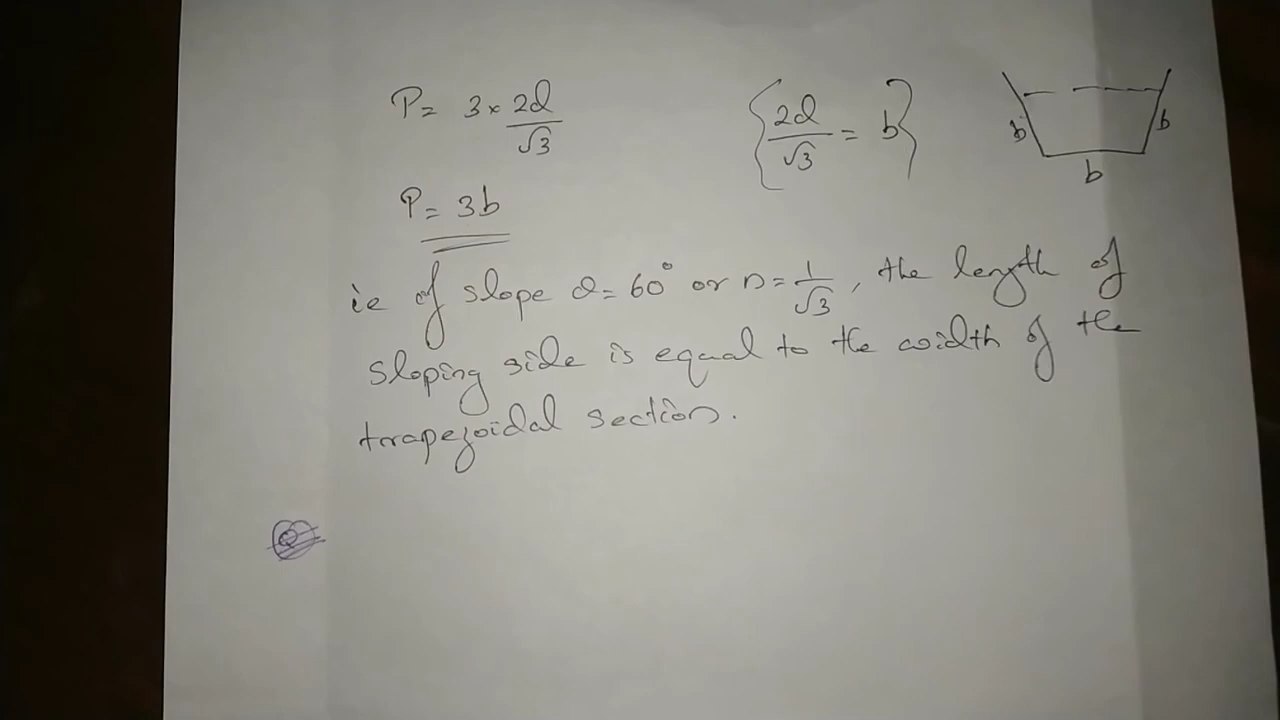 P = 3 × 2d/√3 {2d/√3 = b} b b b
P = 3b
ie of slope θ = 60° or n = 1/√3, the length of
sloping side is equal to the width of the
trapezoidal section.